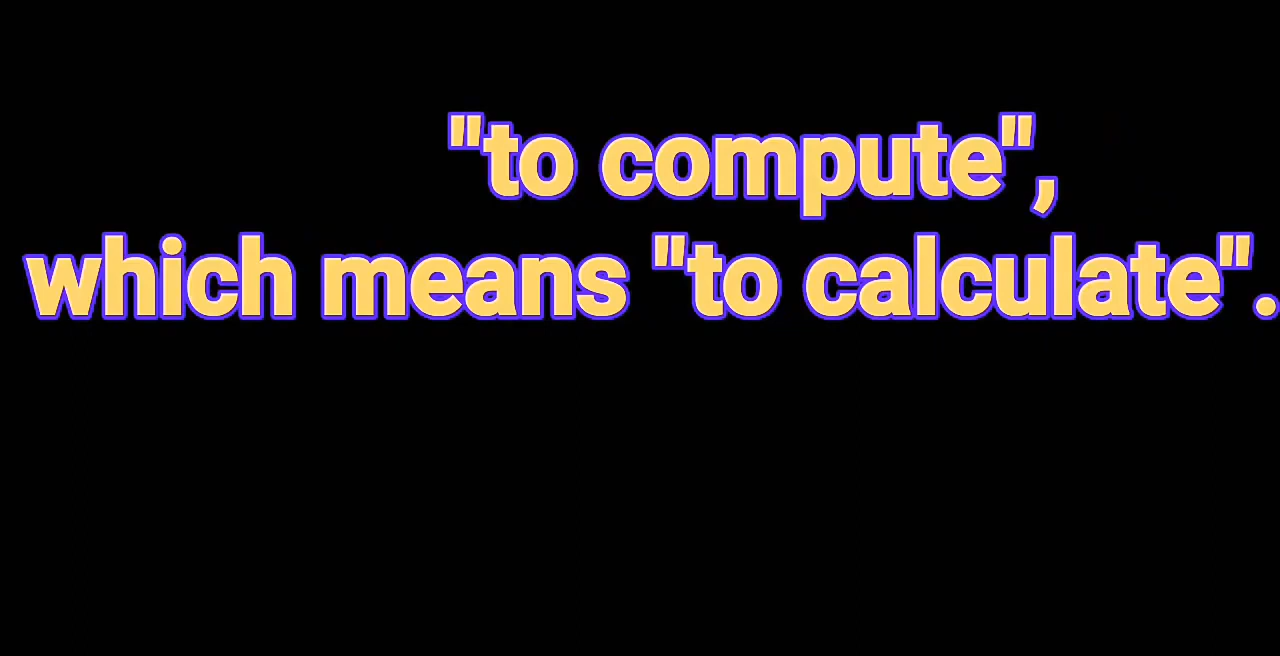 "to compute",
which means "to calculate".